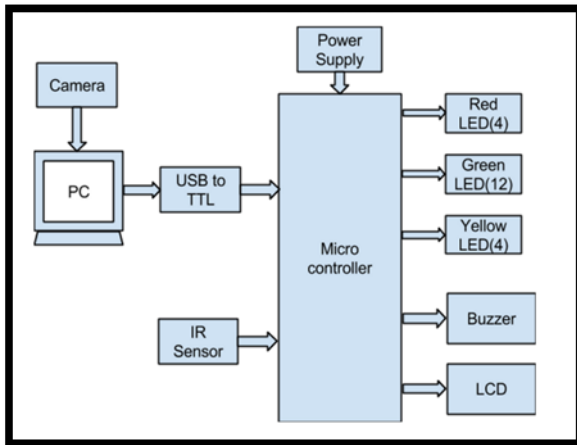 Power
Supply
Camera
PC
USB to
TTL
IR
Sensor
Micro
controller
Red
LED(4)
Green
LED(12)
Yellow
LED(4)
Buzzer
LCD